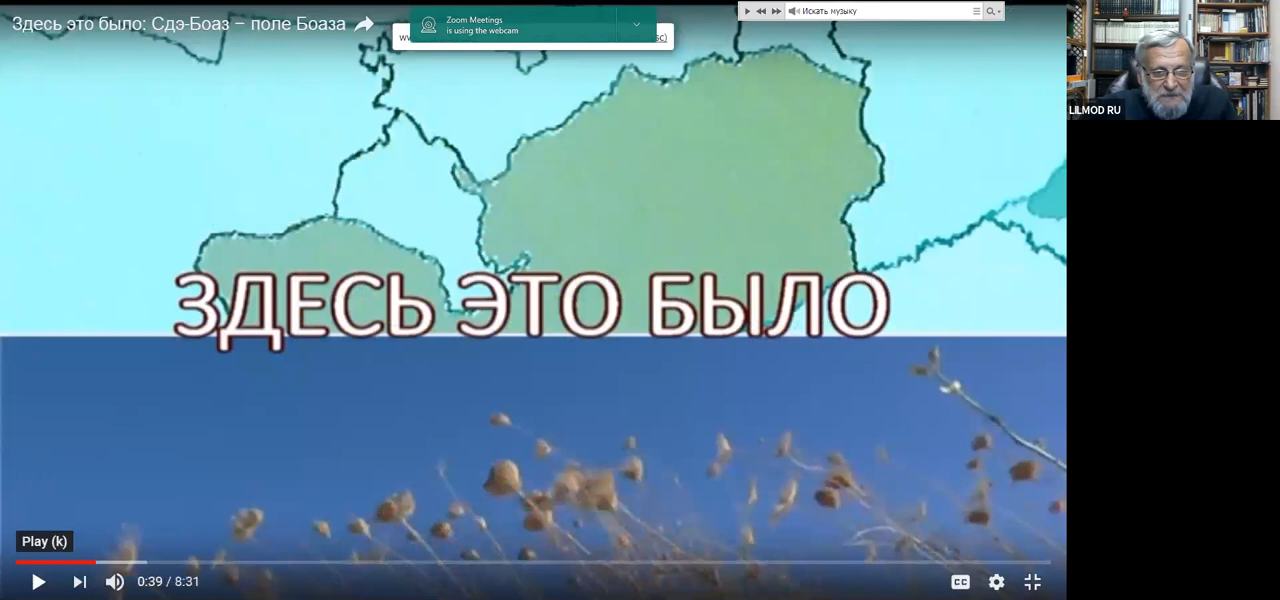 Здесь это было: Сдэ-Боаз – поле Боаза
Zoom Meetings
is using the webcam
Искать музыку
LILMOD RU
ЗДЕСЬ ЭТО БЫЛО
Play (k)
0:39 / 8:31
CC